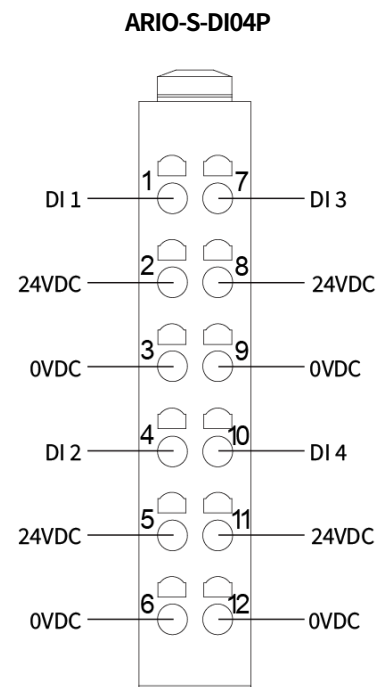 ARIO-S-DI04P
DI 1 1 7 DI 3
24VDC 2 8 24VDC
0VDC 3 9 0VDC
DI 2 4 10 DI 4
24VDC 5 11 24VDC
0VDC 6 12 0VDC